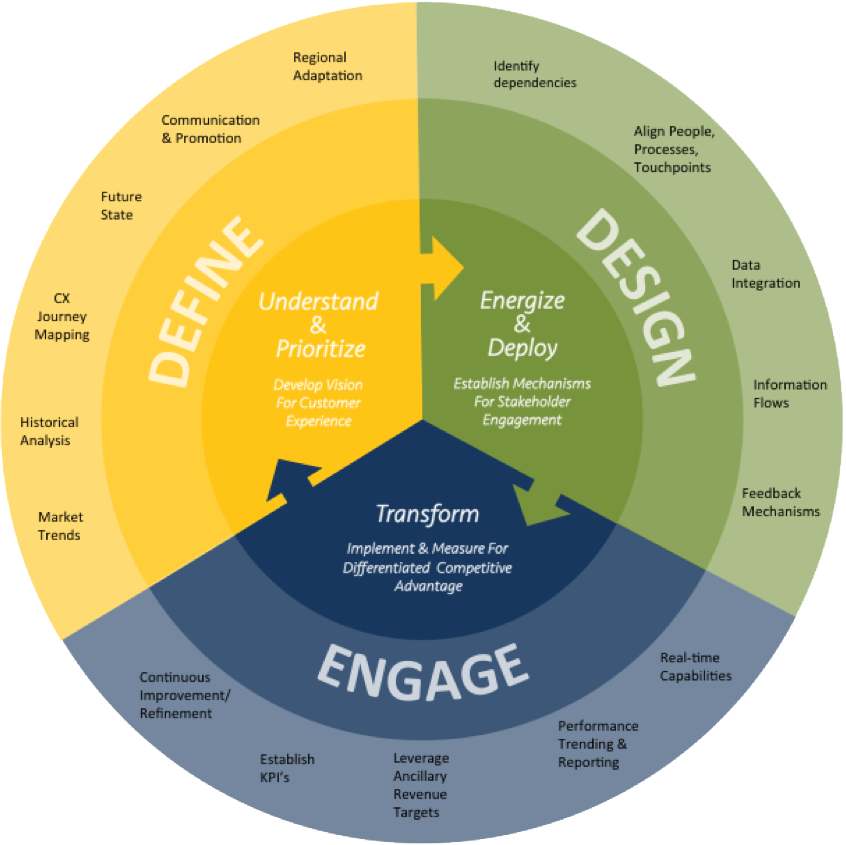 Regional
Adaptation
Communication
& Promotion
Future
State
CX
Journey
Mapping
Historical
Analysis
Market
Trends
DEFINE
Understand
&
Prioritize
Develop Vision
For Customer
Experience
Identify
dependencies
Align People,
Processes,
Touchpoints
Data
Integration
Information
Flows
Feedback
Mechanisms
DESIGN
Energize
&
Deploy
Establish Mechanisms
For Stakeholder
Engagement
Transform
Implement & Measure For
Differentiated Competitive
Advantage
ENGAGE
Real-time
Capabilities
Performance
Trending &
Reporting
Leverage
Ancillary
Revenue
Targets
Establish
KPI's
Continuous
Improvement/
Refinement